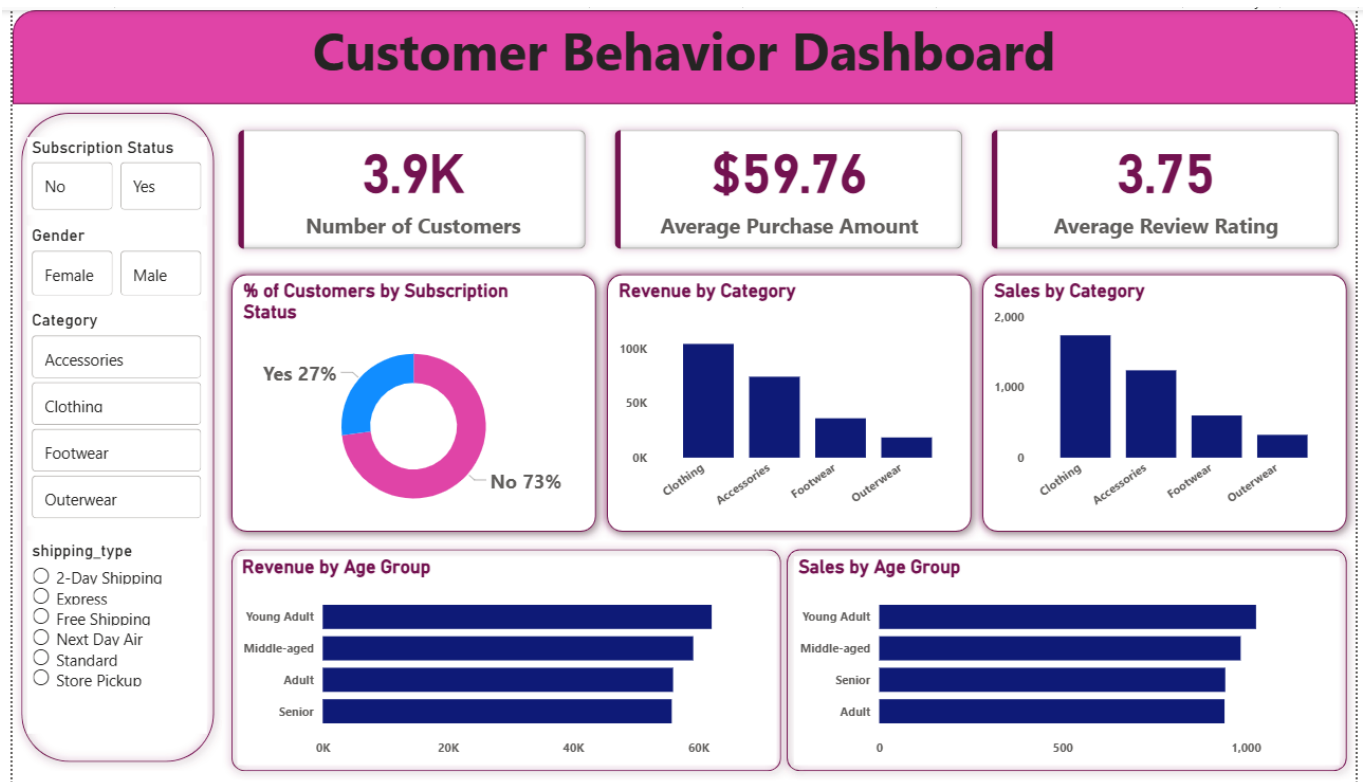 Customer Behavior Dashboard
Subscription Status
No
Yes
Gender
Female
Male
Category
Accessories
Clothing
Footwear
Outerwear
shipping_type
2-Day Shipping
Express
Free Shipping
Next Day Air
Standard
Store Pickup
3.9K
Number of Customers
$59.76
Average Purchase Amount
3.75
Average Review Rating
% of Customers by Subscription
Status
Yes 27%
No 73%
Revenue by Category
100K
50K
0K
Clothing
Accessories
Footwear
Outerwear
Sales by Category
2,000
1,000
0
Clothing
Accessories
Footwear
Outerwear
Revenue by Age Group
Young Adult
Middle-aged
Adult
Senior
0K
20K
40K
60K
Sales by Age Group
Young Adult
Middle-aged
Senior
Adult
0
500
1,000